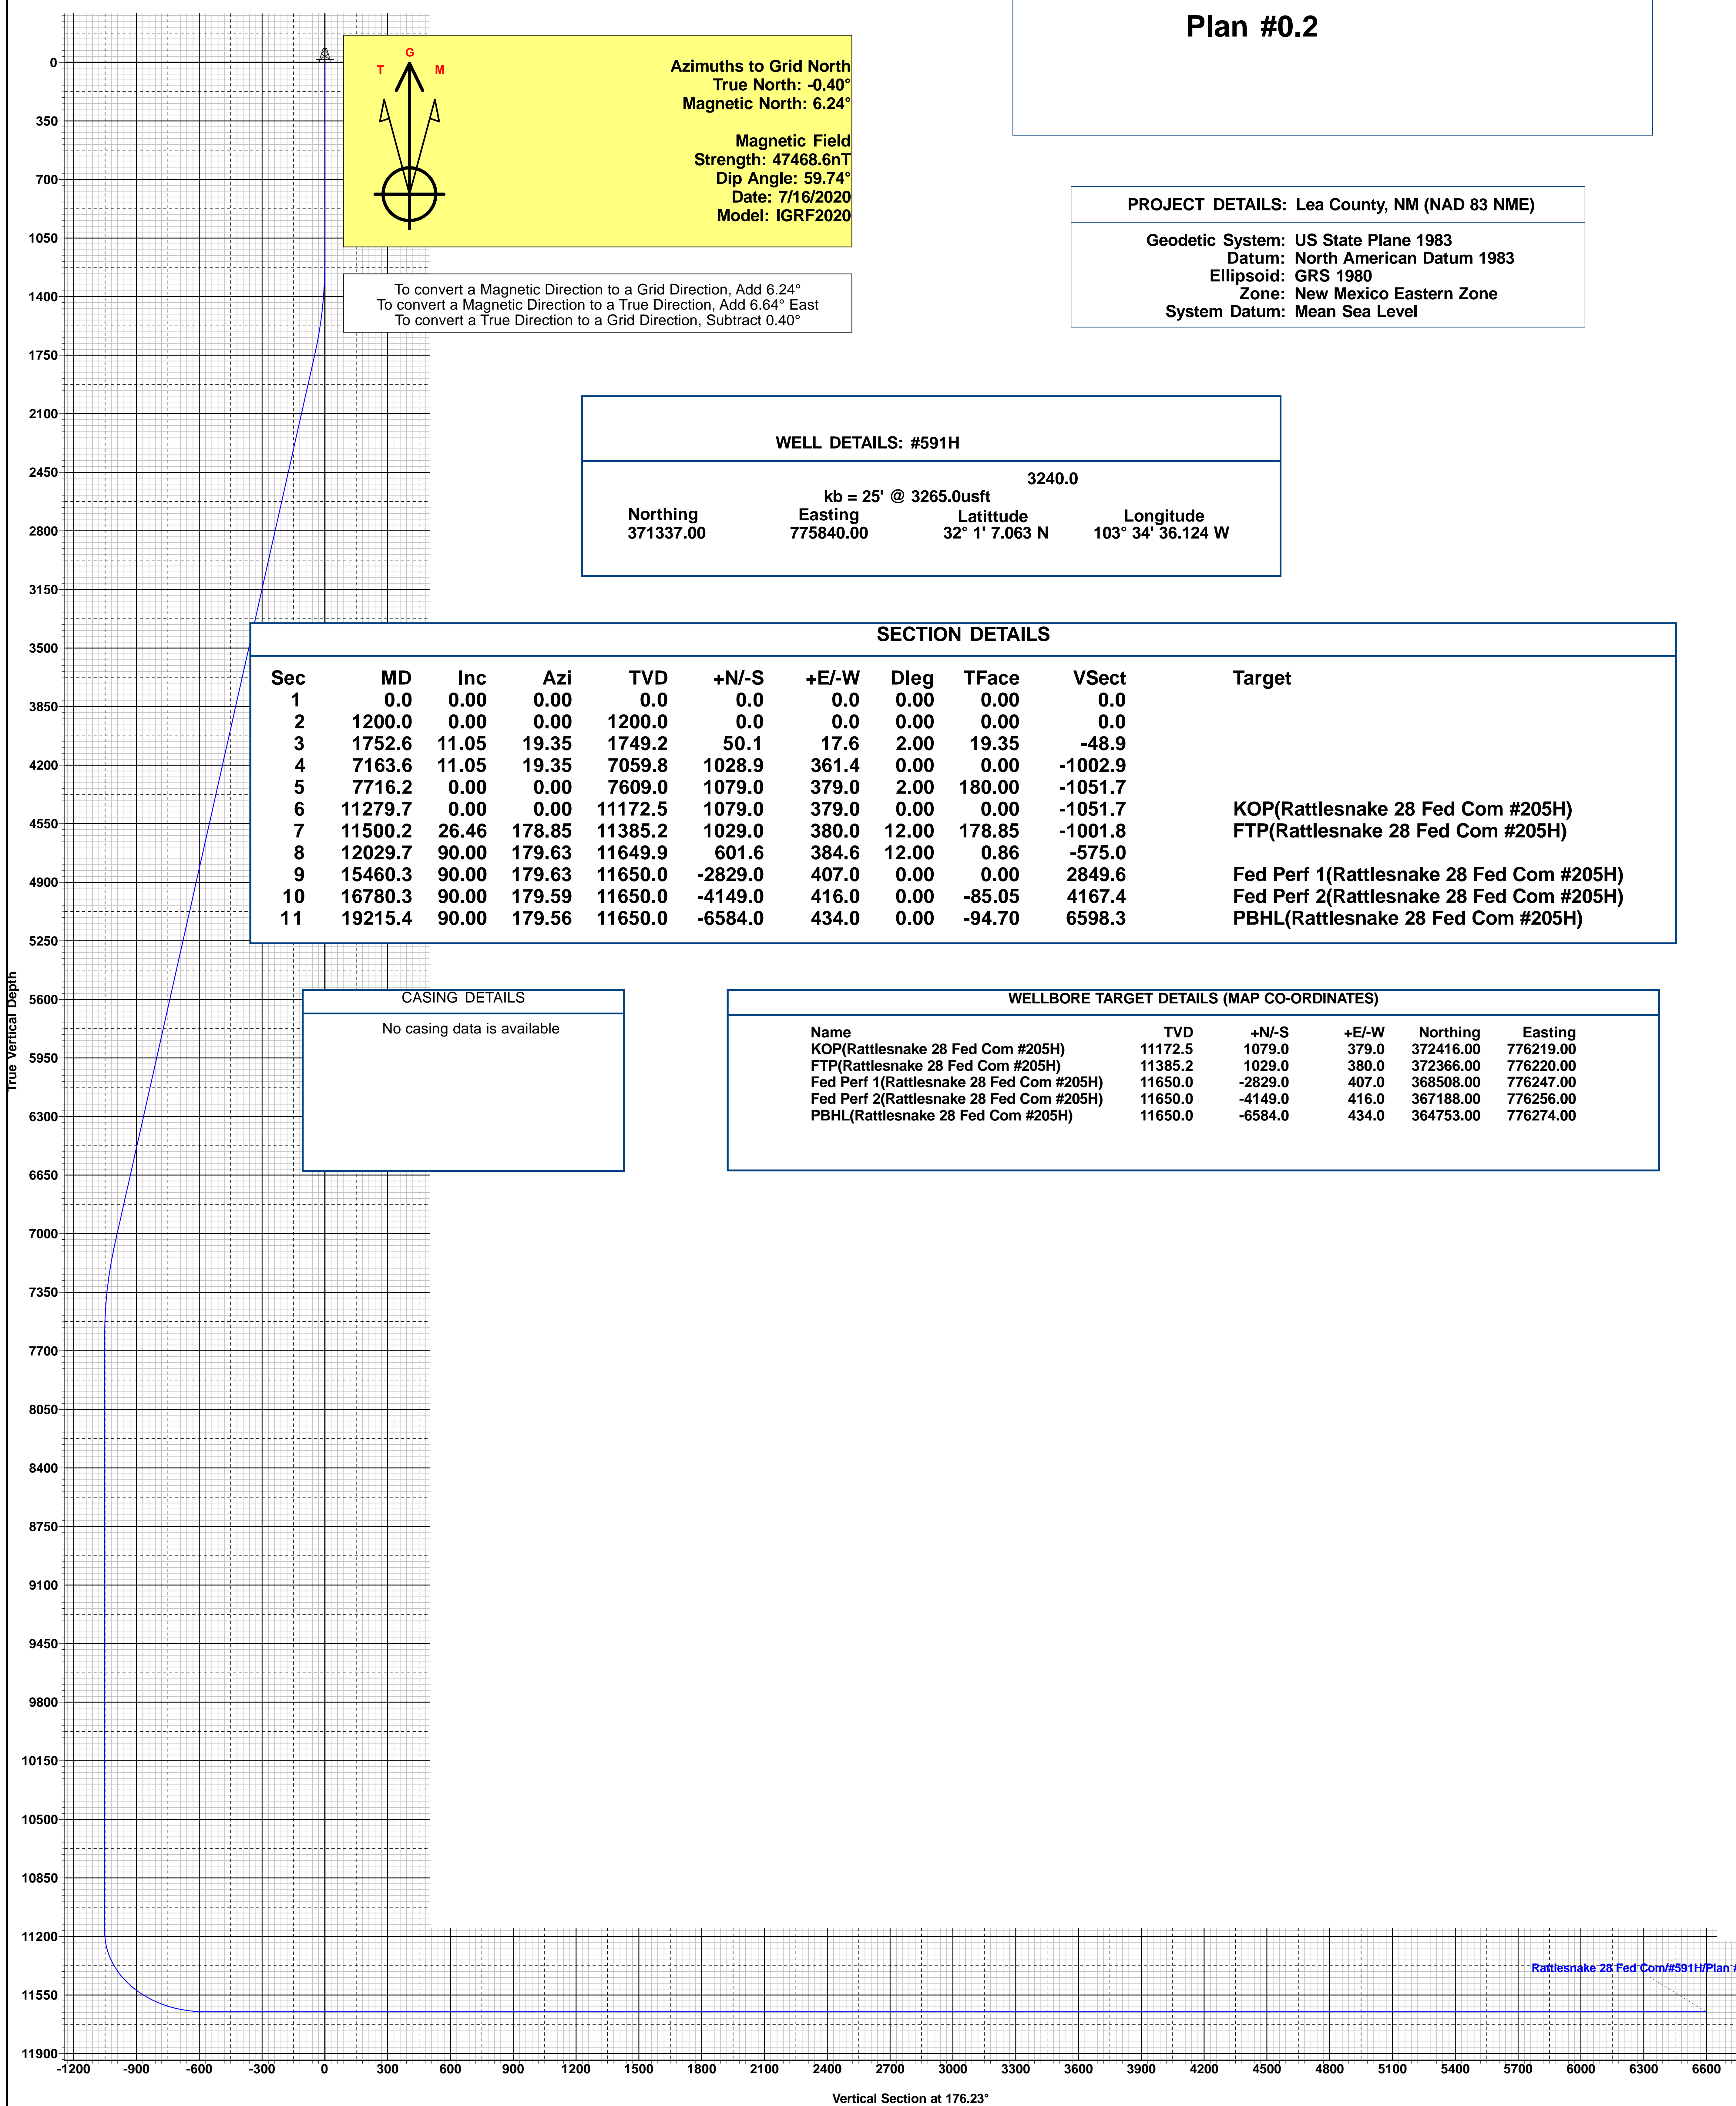 Plan #0.2
T G M
Azimuths to Grid North
True North: -0.40°
Magnetic North: 6.24°
Magnetic Field
Strength: 47468.6nT
Dip Angle: 59.74°
Date: 7/16/2020
Model: IGRF2020
To convert a Magnetic Direction to a Grid Direction, Add 6.24°
To convert a Magnetic Direction to a True Direction, Add 6.64° East
To convert a True Direction to a Grid Direction, Subtract 0.40°
PROJECT DETAILS: Lea County, NM (NAD 83 NME)
Geodetic System: US State Plane 1983
Datum: North American Datum 1983
Ellipsoid: GRS 1980
Zone: New Mexico Eastern Zone
System Datum: Mean Sea Level
WELL DETAILS: #591H
3240.0
kb = 25' @ 3265.0usft
Northing Easting Latittude Longitude
371337.00 775840.00 32° 1' 7.063 N 103° 34' 36.124 W
SECTION DETAILS
Sec MD Inc Azi TVD +N/-S +E/-W Dleg TFace VSect Target
1 0.0 0.00 0.00 0.0 0.0 0.0 0.00 0.00 0.0
2 1200.0 0.00 0.00 1200.0 0.0 0.0 0.00 0.00 0.0
3 1752.6 11.05 19.35 1749.2 50.1 17.6 2.00 19.35 -48.9
4 7163.6 11.05 19.35 7059.8 1028.9 361.4 0.00 0.00 -1002.9
5 7716.2 0.00 0.00 7609.0 1079.0 379.0 2.00 180.00 -1051.7
6 11279.7 0.00 0.00 11172.5 1079.0 379.0 0.00 0.00 -1051.7 KOP(Rattlesnake 28 Fed Com #205H)
7 11500.2 26.46 178.85 11385.2 1029.0 380.0 12.00 178.85 -1001.8 FTP(Rattlesnake 28 Fed Com #205H)
8 12029.7 90.00 179.63 11649.9 601.6 384.6 12.00 0.86 -575.0
9 15460.3 90.00 179.63 11650.0 -2829.0 407.0 0.00 0.00 2849.6 Fed Perf 1(Rattlesnake 28 Fed Com #205H)
10 16780.3 90.00 179.59 11650.0 -4149.0 416.0 0.00 -85.05 4167.4 Fed Perf 2(Rattlesnake 28 Fed Com #205H)
11 19215.4 90.00 179.56 11650.0 -6584.0 434.0 0.00 -94.70 6598.3 PBHL(Rattlesnake 28 Fed Com #205H)
CASING DETAILS
No casing data is available
WELLBORE TARGET DETAILS (MAP CO-ORDINATES)
Name TVD +N/-S +E/-W Northing Easting
KOP(Rattlesnake 28 Fed Com #205H) 11172.5 1079.0 379.0 372416.00 776219.00
FTP(Rattlesnake 28 Fed Com #205H) 11385.2 1029.0 380.0 372366.00 776220.00
Fed Perf 1(Rattlesnake 28 Fed Com #205H) 11650.0 -2829.0 407.0 368508.00 776247.00
Fed Perf 2(Rattlesnake 28 Fed Com #205H) 11650.0 -4149.0 416.0 367188.00 776256.00
PBHL(Rattlesnake 28 Fed Com #205H) 11650.0 -6584.0 434.0 364753.00 776274.00
True Vertical Depth
0
350
700
1050
1400
1750
2100
2450
2800
3150
3500
3850
4200
4550
4900
5250
5600
5950
6300
6650
7000
7350
7700
8050
8400
8750
9100
9450
9800
10150
10500
10850
11200
11550
11900
Rattlesnake 28 Fed Com/#591H/Plan #
-1200 -900 -600 -300 0 300 600 900 1200 1500 1800 2100 2400 2700 3000 3300 3600 3900 4200 4500 4800 5100 5400 5700 6000 6300 6600
Vertical Section at 176.23°